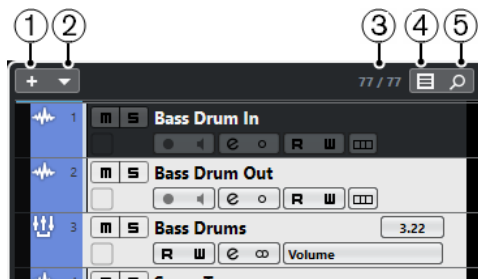 1 2 3 4 5
+ 77 / 77
1 m S Bass Drum In
e R W
2 m S Bass Drum Out
e R W
3 m S Bass Drums 3.22
R W e Volume